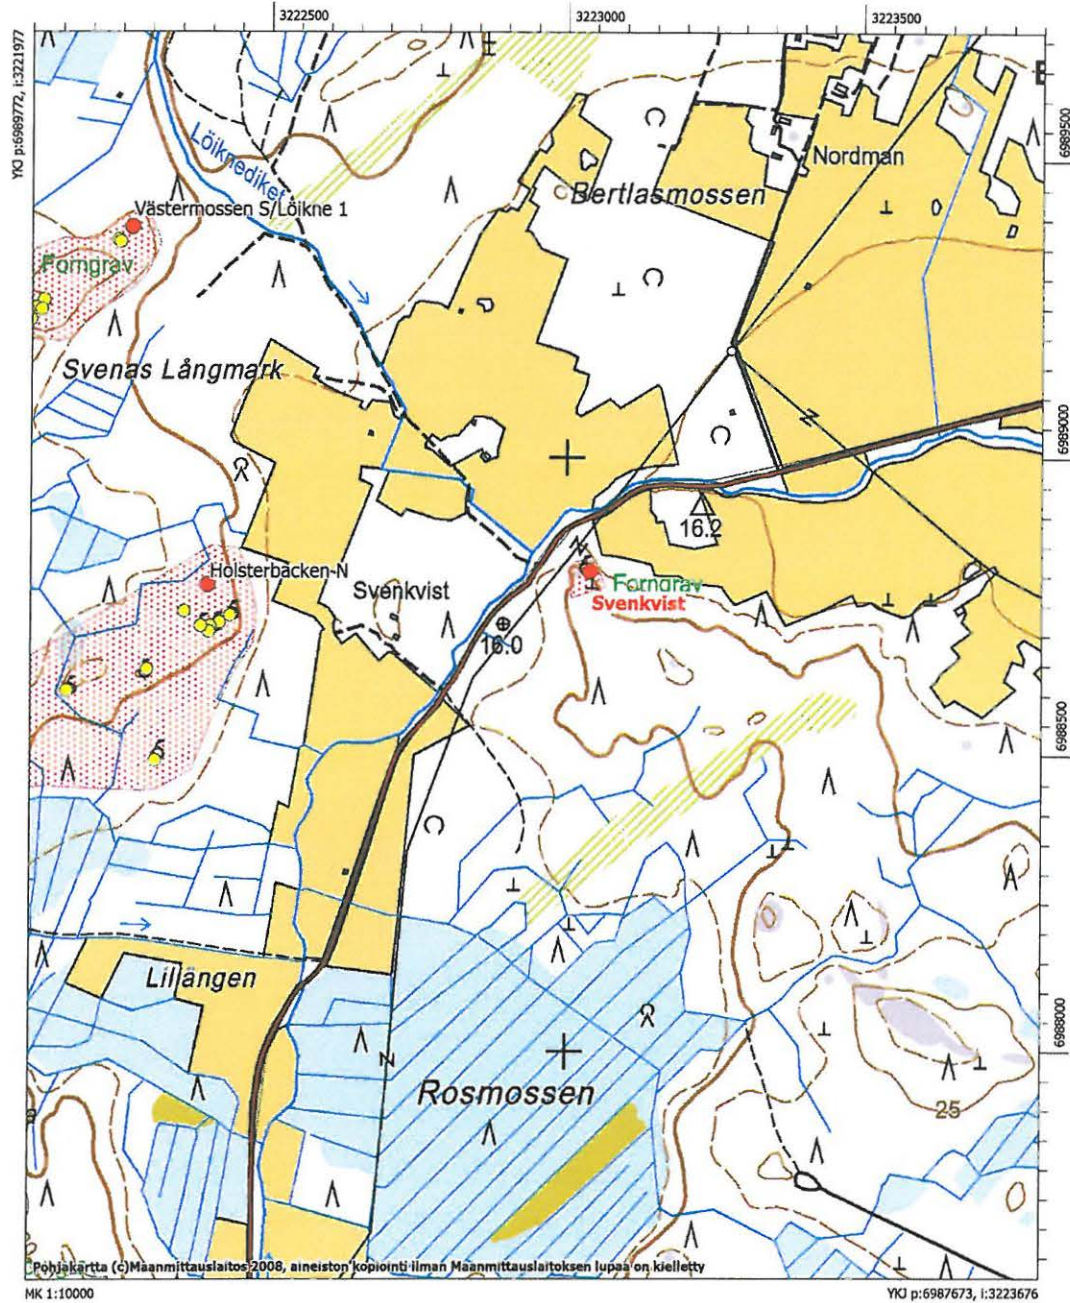 3222500
3223000
3223500
YKJ p:6989772, i:3221977
6989500
Löiknediket
Nordman
Bertlasmossen
Västermossen S/Löikne 1
Forngrav
Svenas Långmark
6989000
16.2
Holsterbacken N
Svenkvist
Forngrav
Svenkvist
16.0
6988500
Liljängen
6988000
Rosmossen
25
Pohjakartta (c)Maanmittauslaitos 2008, aineiston kopiointi ilman Maanmittauslaitoksen lupaa on kielletty
MK 1:10000
YKJ p:6987673, i:3223676